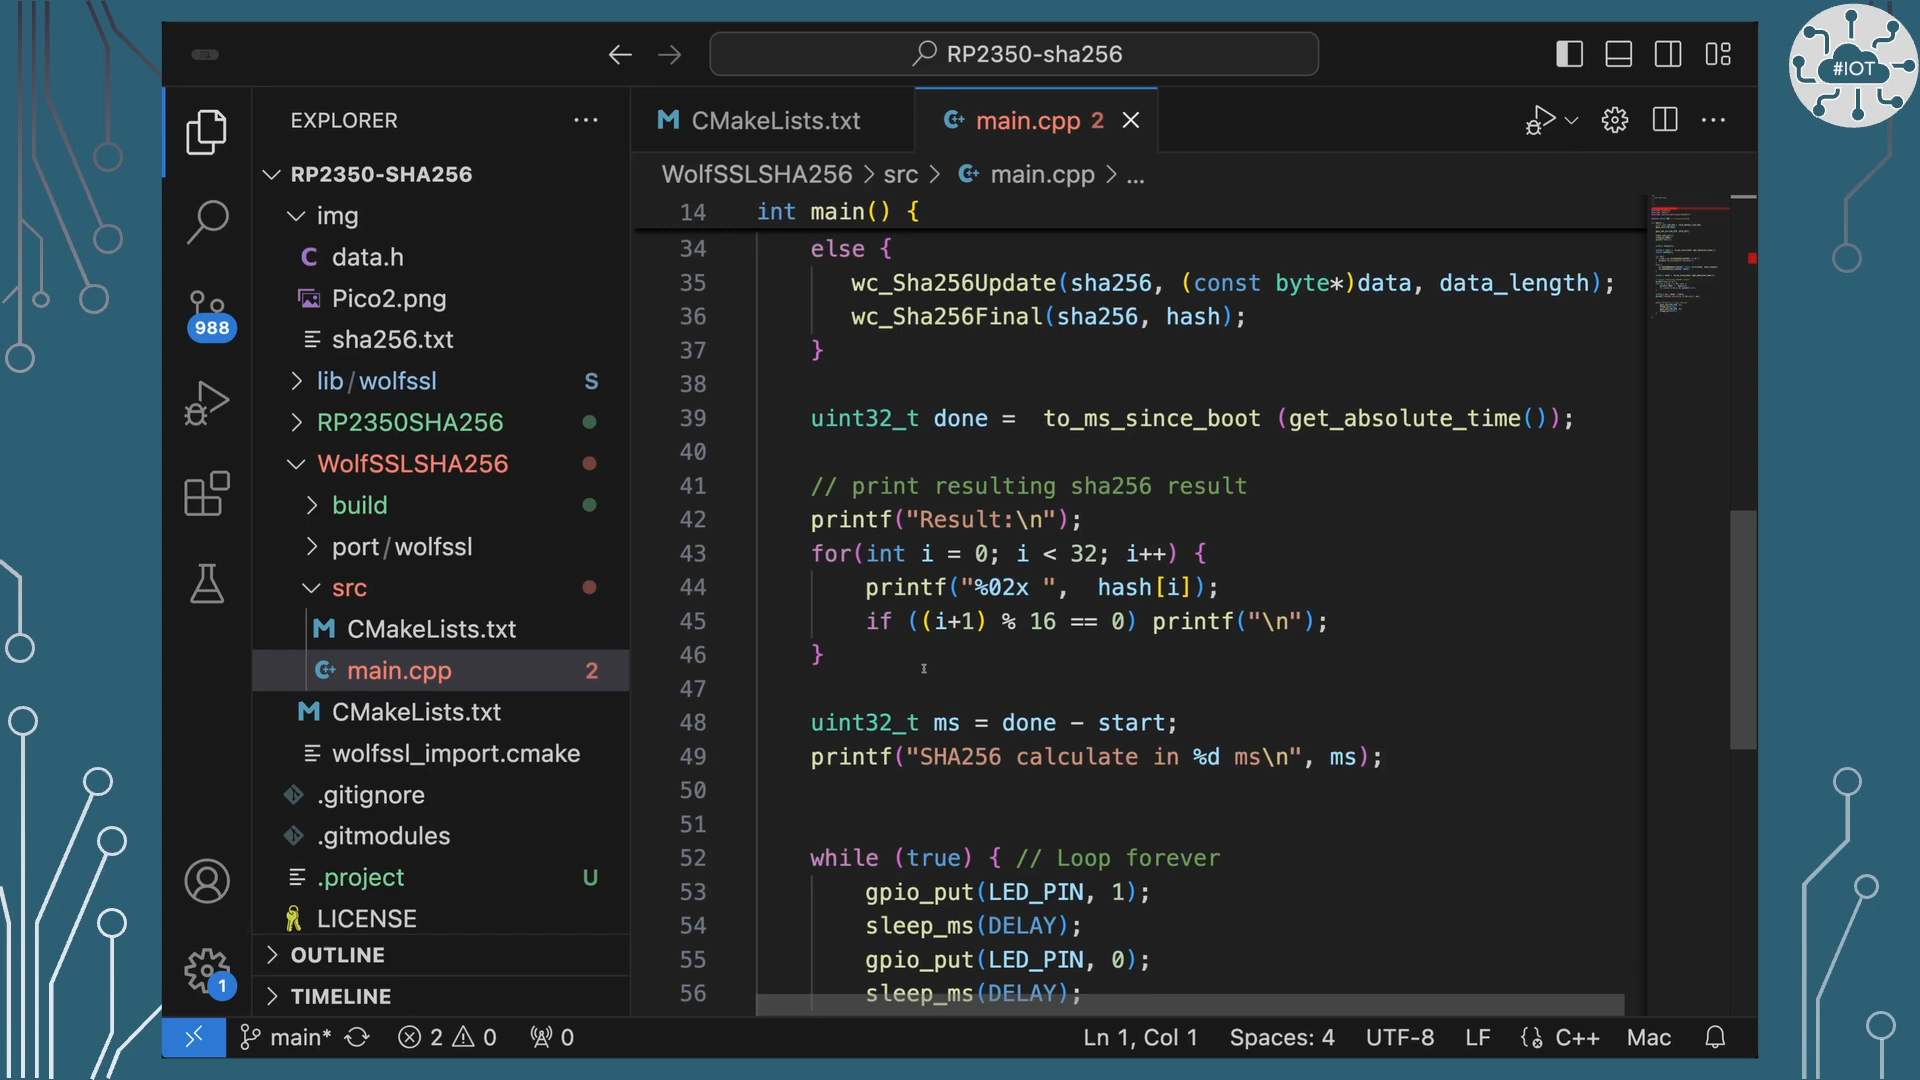 RP2350-sha256
#IOT
EXPLORER
RP2350-SHA256
img
data.h
Pico2.png
sha256.txt
lib/wolfssl S
RP2350SHA256
WolfSSLSHA256
build
port/wolfssl
src
CMakeLists.txt
main.cpp 2
CMakeLists.txt
wolfssl_import.cmake
.gitignore
.gitmodules
.project U
LICENSE
OUTLINE
TIMELINE
988
1
CMakeLists.txt
main.cpp 2
WolfSSLSHA256 > src > main.cpp > ...
14 int main() {
34 else {
35 wc_Sha256Update(sha256, (const byte*)data, data_length);
36 wc_Sha256Final(sha256, hash);
37 }
38
39 uint32_t done =  to_ms_since_boot (get_absolute_time());
40
41 // print resulting sha256 result
42 printf("Result:\n");
43 for(int i = 0; i < 32; i++) {
44 printf("%02x ",  hash[i]);
45 if ((i+1) % 16 == 0) printf("\n");
46 }
47
48 uint32_t ms = done - start;
49 printf("SHA256 calculate in %d ms\n", ms);
50
51
52 while (true) { // Loop forever
53 gpio_put(LED_PIN, 1);
54 sleep_ms(DELAY);
55 gpio_put(LED_PIN, 0);
56 sleep_ms(DELAY);
main* 2 0 0 Ln 1, Col 1 Spaces: 4 UTF-8 LF C++ Mac